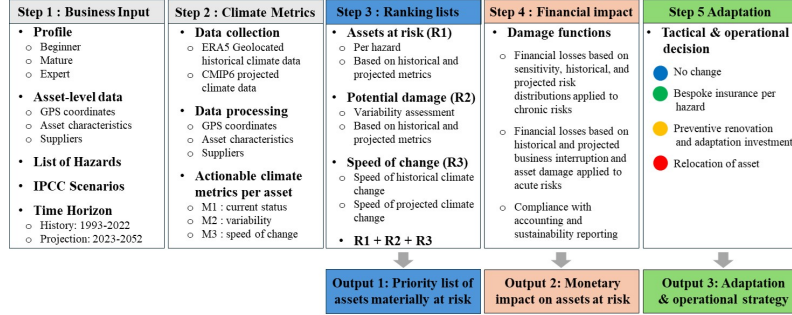 Step 1 : Business Input
• Profile
o Beginner
o Mature
o Expert
• Asset-level data
o GPS coordinates
o Asset characteristics
o Suppliers
• List of Hazards
• IPCC Scenarios
• Time Horizon
o History: 1993-2022
o Projection: 2023-2052
Step 2 : Climate Metrics
• Data collection
o ERA5 Geolocated
historical climate data
o CMIP6 projected
climate data
• Data processing
o GPS coordinates
o Asset characteristics
o Suppliers
• Actionable climate
metrics per asset
o M1 : current status
o M2 : variability
o M3 : speed of change
Step 3 : Ranking lists
• Assets at risk (R1)
o Per hazard
o Based on historical and
projected metrics
• Potential damage (R2)
o Variability assessment
o Based on historical and
projected metrics
• Speed of change (R3)
o Speed of historical climate
change
o Speed of projected climate
change
• R1 + R2 + R3
Step 4 : Financial impact
• Damage functions
o Financial losses based on
sensitivity, historical, and
projected risk
distributions applied to
chronic risks
o Financial losses based on
historical and projected
business interruption and
asset damage applied to
acute risks
o Compliance with
accounting and
sustainability reporting
Step 5 Adaptation
• Tactical & operational
decision
No change
Bespoke insurance per
hazard
Preventive renovation
and adaptation investment
Relocation of asset
Output 1: Priority list of
assets materially at risk
Output 2: Monetary
impact on assets at risk
Output 3: Adaptation
& operational strategy